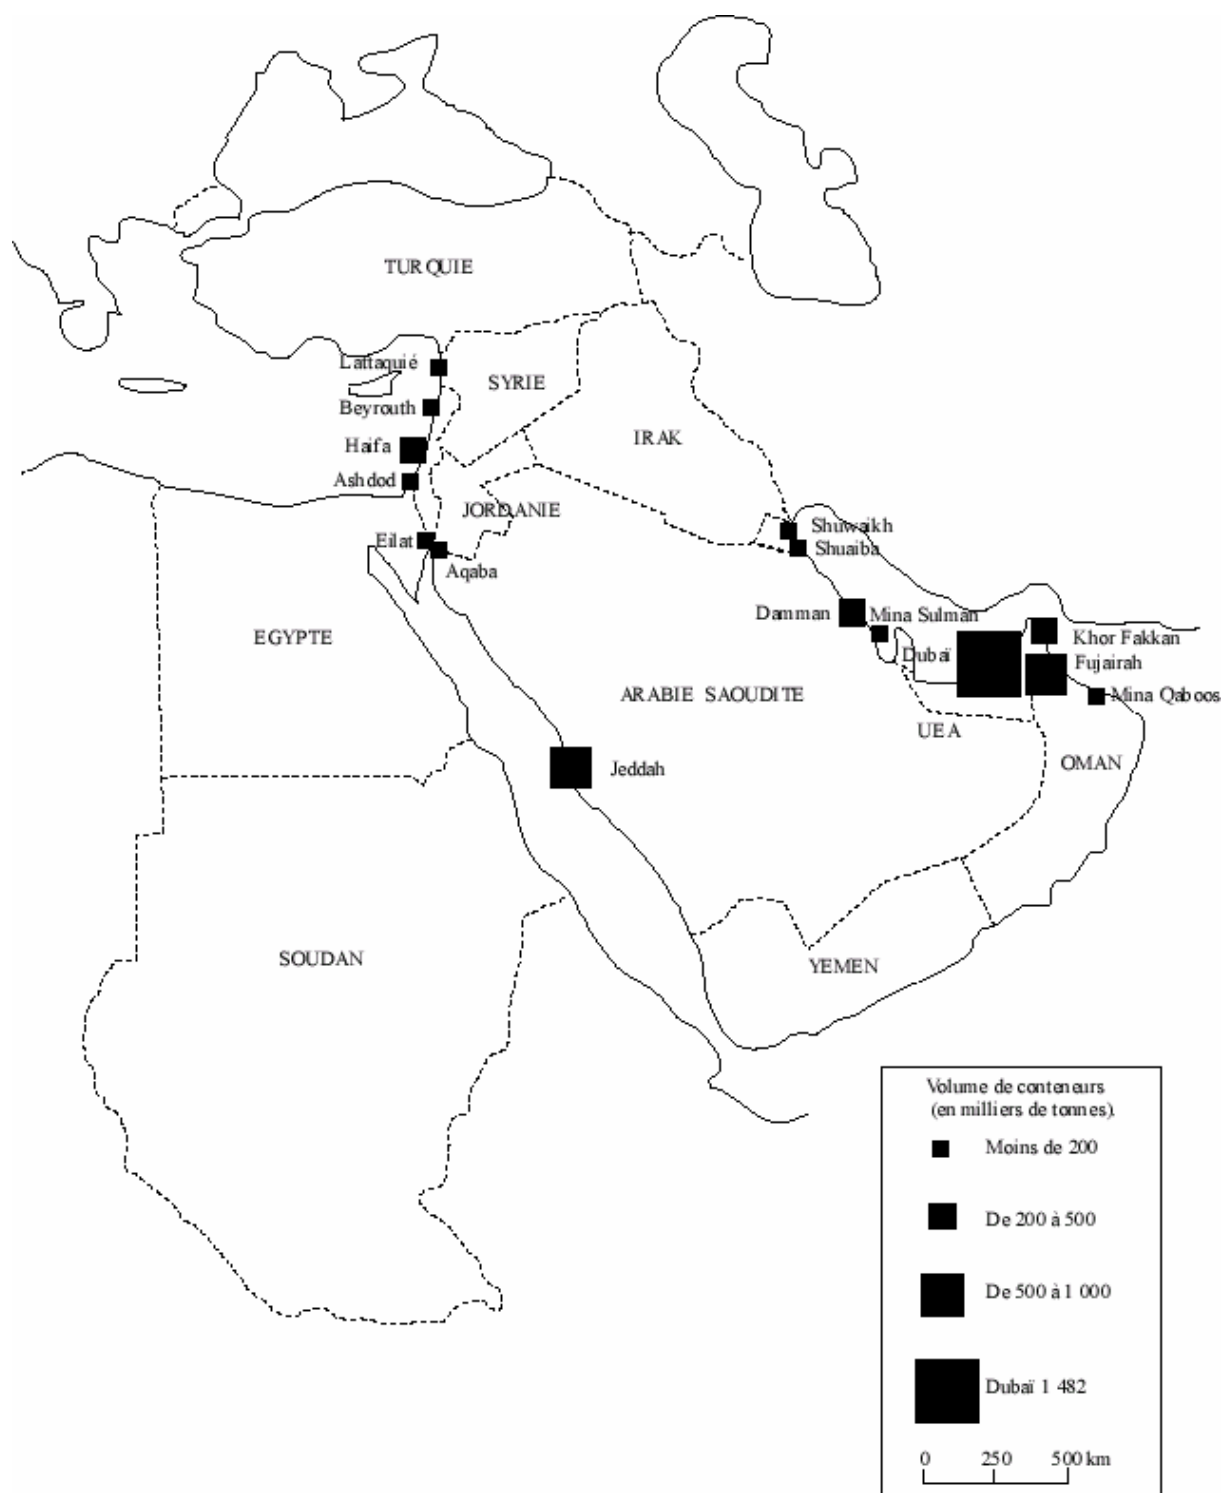 TURQUIE
Lattaquié
SYRIE
Beyrouth
IRAK
Haifa
Ashdod
JORDANIE
Shuwaikh
Eilat
Shuaiba
Aqaba
Damman
Mina Sulman
EGYPTE
Khor Fakkan
Dubaï
Fujairah
ARABIE SAOUDITE
Mina Qaboos
UEA
OMAN
Jeddah
SOUDAN
YEMEN
Volume de conteneurs
(en milliers de tonnes).
Moins de 200
De 200 à 500
De 500 à 1 000
Dubaï 1 482
0 250 500 km